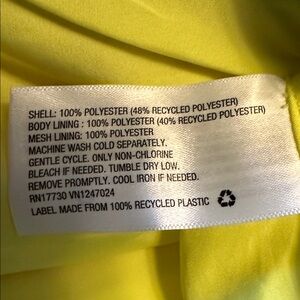 SHELL: 100% POLYESTER (48% RECYCLED POLYESTER)
BODY LINING : 100% POLYESTER (40% RECYCLED POLYESTER)
MESH LINING: 100% POLYESTER
MACHINE WASH COLD SEPARATELY.
GENTLE CYCLE. ONLY NON-CHLORINE
BLEACH IF NEEDED. TUMBLE DRY LOW.
REMOVE PROMPTLY. COOL IRON IF NEEDED.
RN17730 VN1247024
LABEL MADE FROM 100% RECYCLED PLASTIC